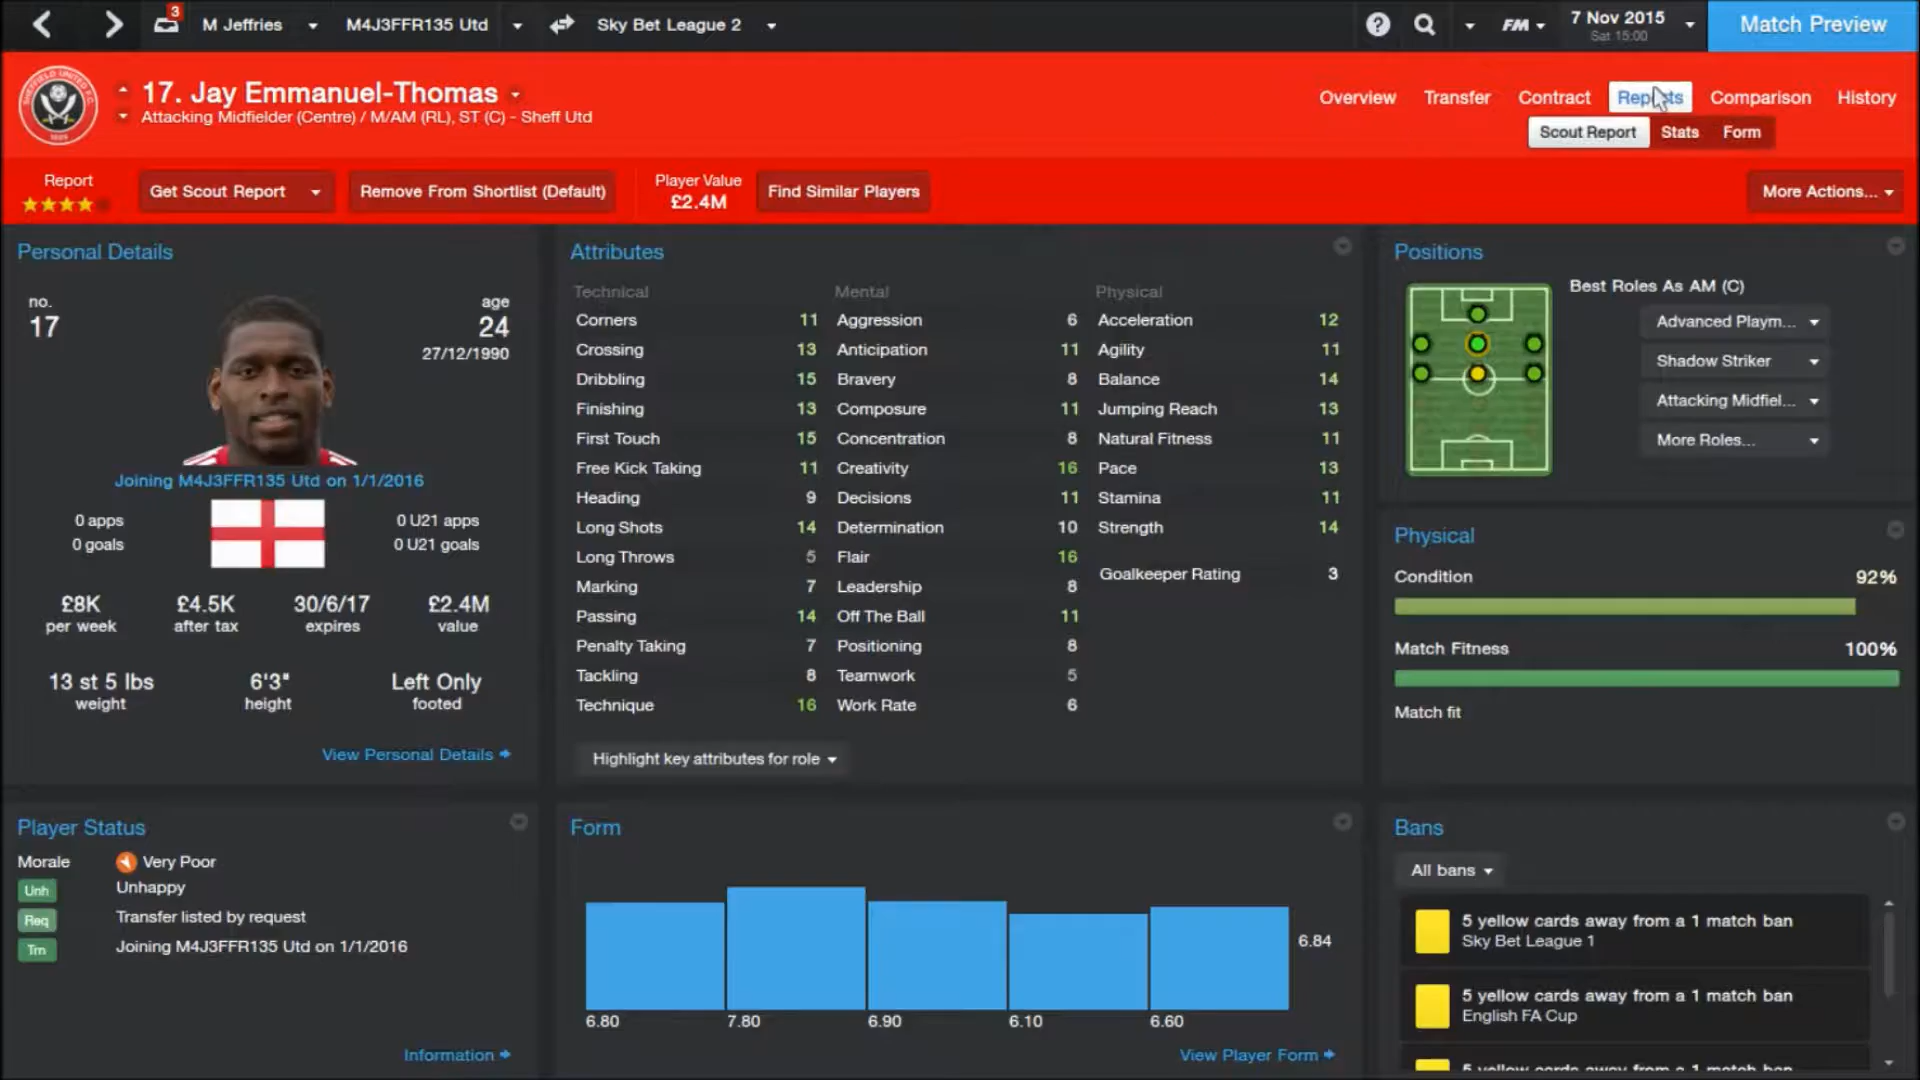 3
M Jeffries
M4J3FFR135 Utd
Sky Bet League 2
FM
7 Nov 2015
Sat 15:00
Match Preview
17. Jay Emmanuel-Thomas
Attacking Midfielder (Centre) / M/AM (RL), ST (C) - Sheff Utd
Overview Transfer Contract Reports Comparison History
Scout Report Stats Form
Report
Get Scout Report
Remove From Shortlist (Default)
Player Value
£2.4M
Find Similar Players
More Actions...
Personal Details
no.
17
age
24
27/12/1990
Joining M4J3FFR135 Utd on 1/1/2016
0 apps
0 goals
0 U21 apps
0 U21 goals
£8K
per week
£4.5K
after tax
30/6/17
expires
£2.4M
value
13 st 5 lbs
weight
6'3"
height
Left Only
footed
View Personal Details
Attributes
Technical Mental Physical
Corners 11 Aggression 6 Acceleration 12
Crossing 13 Anticipation 11 Agility 11
Dribbling 15 Bravery 8 Balance 14
Finishing 13 Composure 11 Jumping Reach 13
First Touch 15 Concentration 8 Natural Fitness 11
Free Kick Taking 11 Creativity 16 Pace 13
Heading 9 Decisions 11 Stamina 11
Long Shots 14 Determination 10 Strength 14
Long Throws 5 Flair 16
Goalkeeper Rating 3
Marking 7 Leadership 8
Passing 14 Off The Ball 11
Penalty Taking 7 Positioning 8
Tackling 8 Teamwork 5
Technique 16 Work Rate 6
Highlight key attributes for role
Positions
Best Roles As AM (C)
Advanced Playm...
Shadow Striker
Attacking Midfiel...
More Roles...
Physical
Condition 92%
Match Fitness 100%
Match fit
Player Status
Morale Very Poor
Unh Unhappy
Req Transfer listed by request
Trn Joining M4J3FFR135 Utd on 1/1/2016
Information
Form
6.84
6.80 7.80 6.90 6.10 6.60
View Player Form
Bans
All bans
5 yellow cards away from a 1 match ban
Sky Bet League 1
5 yellow cards away from a 1 match ban
English FA Cup
5 yellow cards away from a 1 match ban